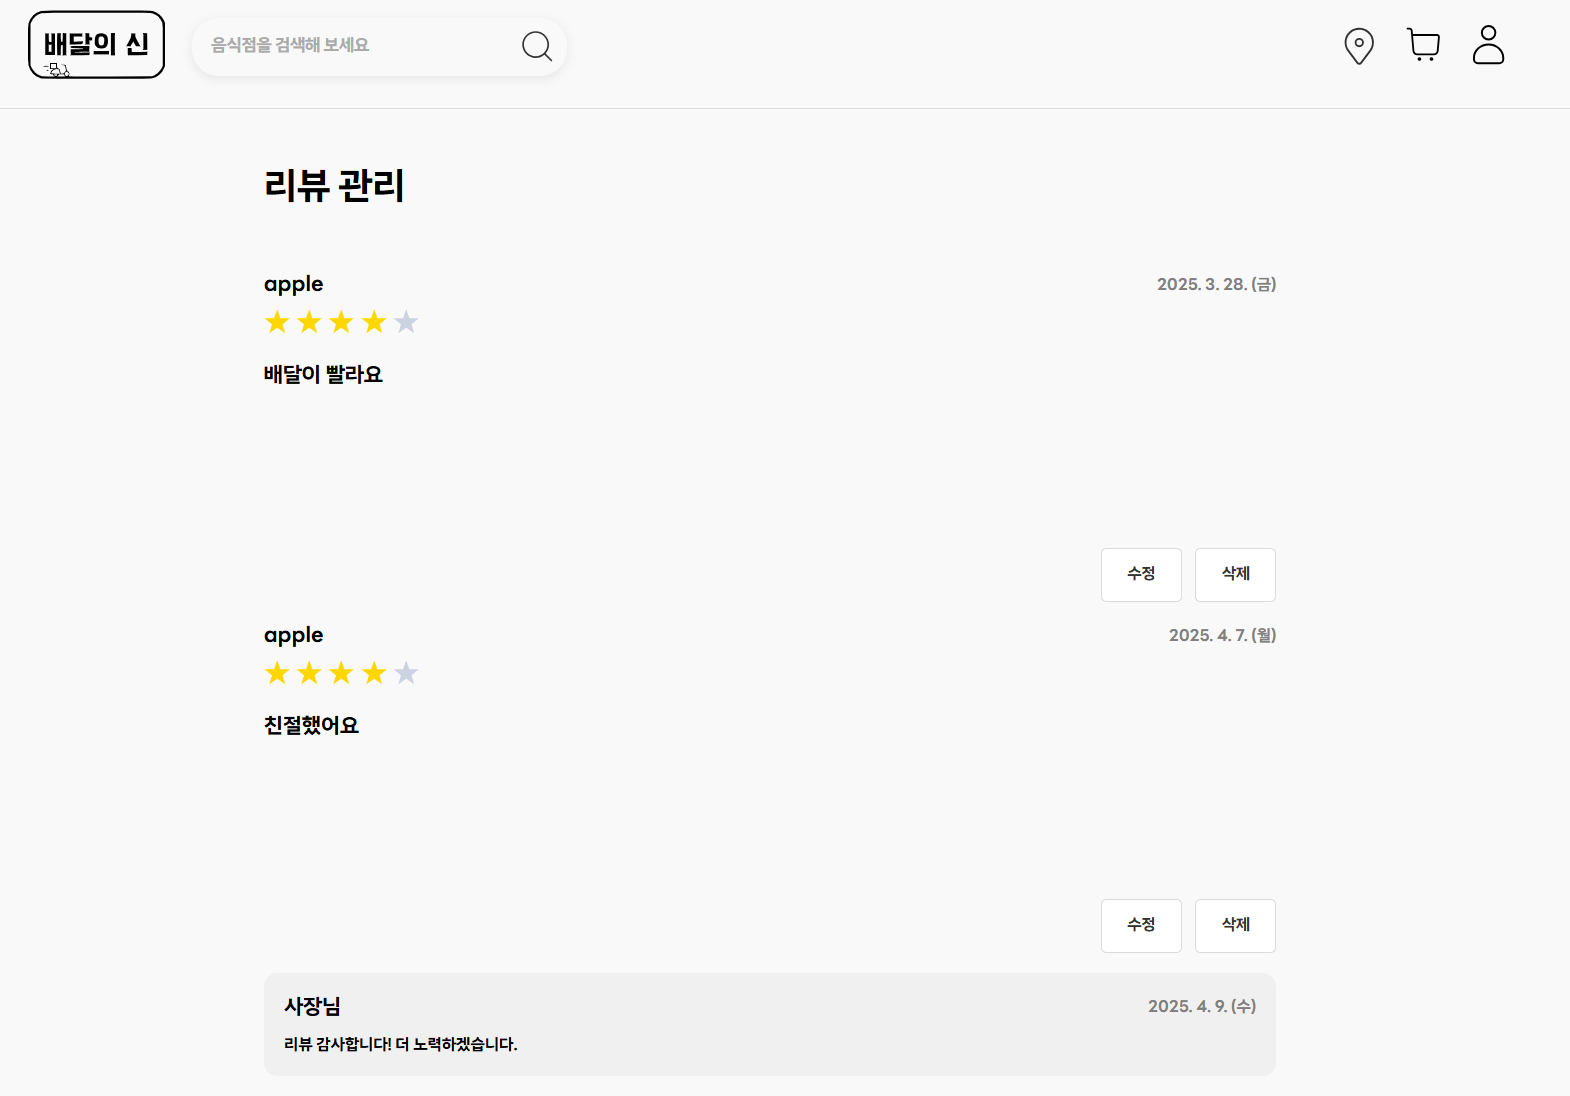 배달의 신
음식점을 검색해 보세요
리뷰 관리
apple
2025. 3. 28. (금)
배달이 빨라요
수정
삭제
apple
2025. 4. 7. (월)
친절했어요
수정
삭제
사장님
2025. 4. 9. (수)
리뷰 감사합니다! 더 노력하겠습니다.